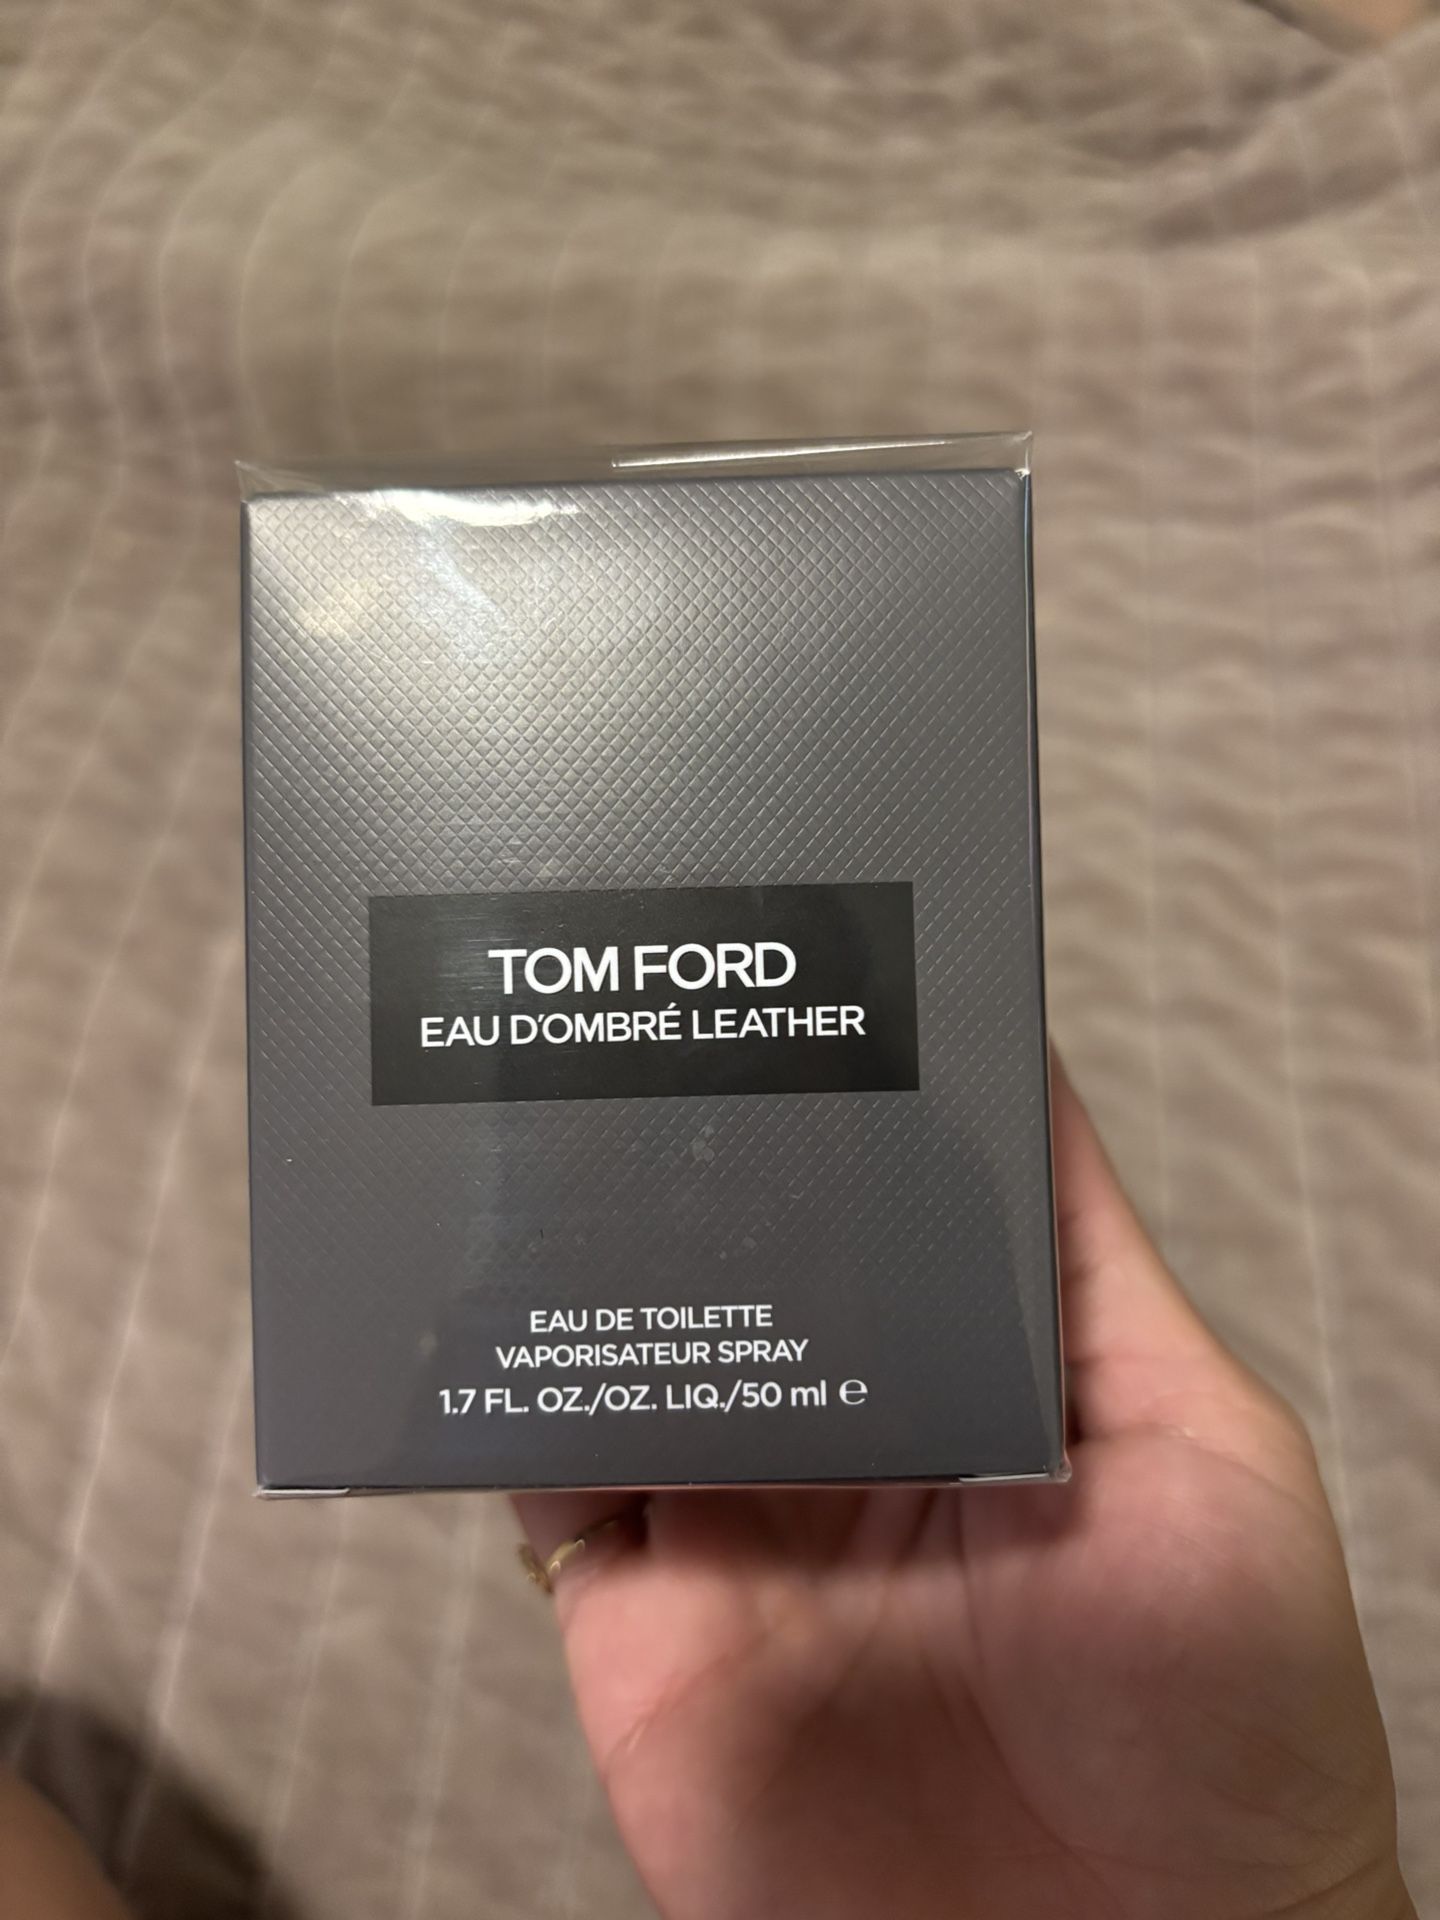 TOM FORD
EAU D'OMBRÉ LEATHER
EAU DE TOILETTE
VAPORISATEUR SPRAY
1.7 FL. OZ./OZ. LIQ./50 ml ℮